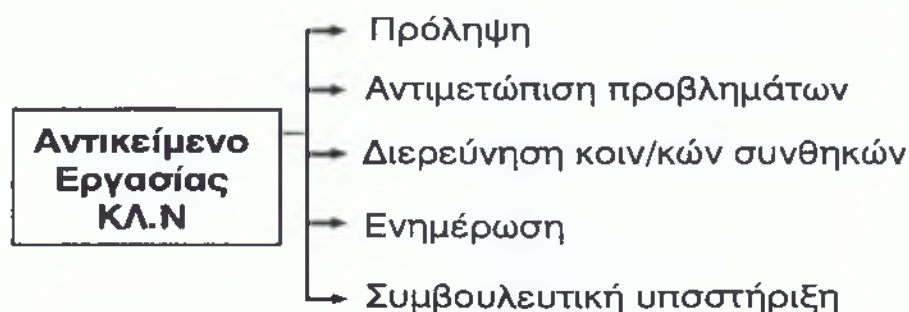 Πρόληψη
Αντιμετώπιση προβλημάτων
Αντικείμενο
Εργασίας
ΚΛ.Ν
Διερεύνηση κοιν/κών συνθηκών
Ενημέρωση
Συμβουλευτική υποστήριξη